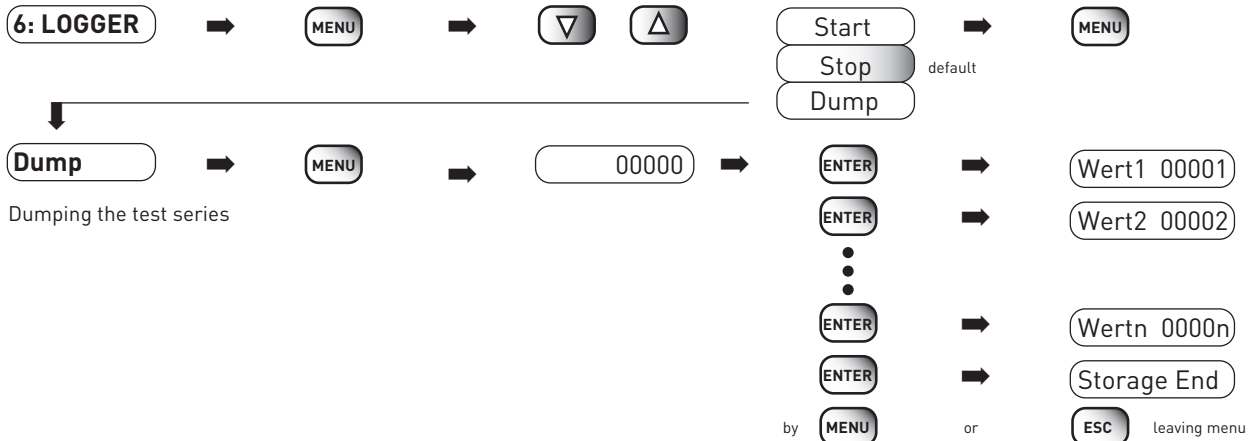 6: LOGGER MENU Start MENU
Stop default
Dump
Dump MENU 00000 ENTER Wert1 00001
Dumping the test series ENTER Wert2 00002
ENTER Wertn 0000n
ENTER Storage End
by MENU or ESC leaving menu